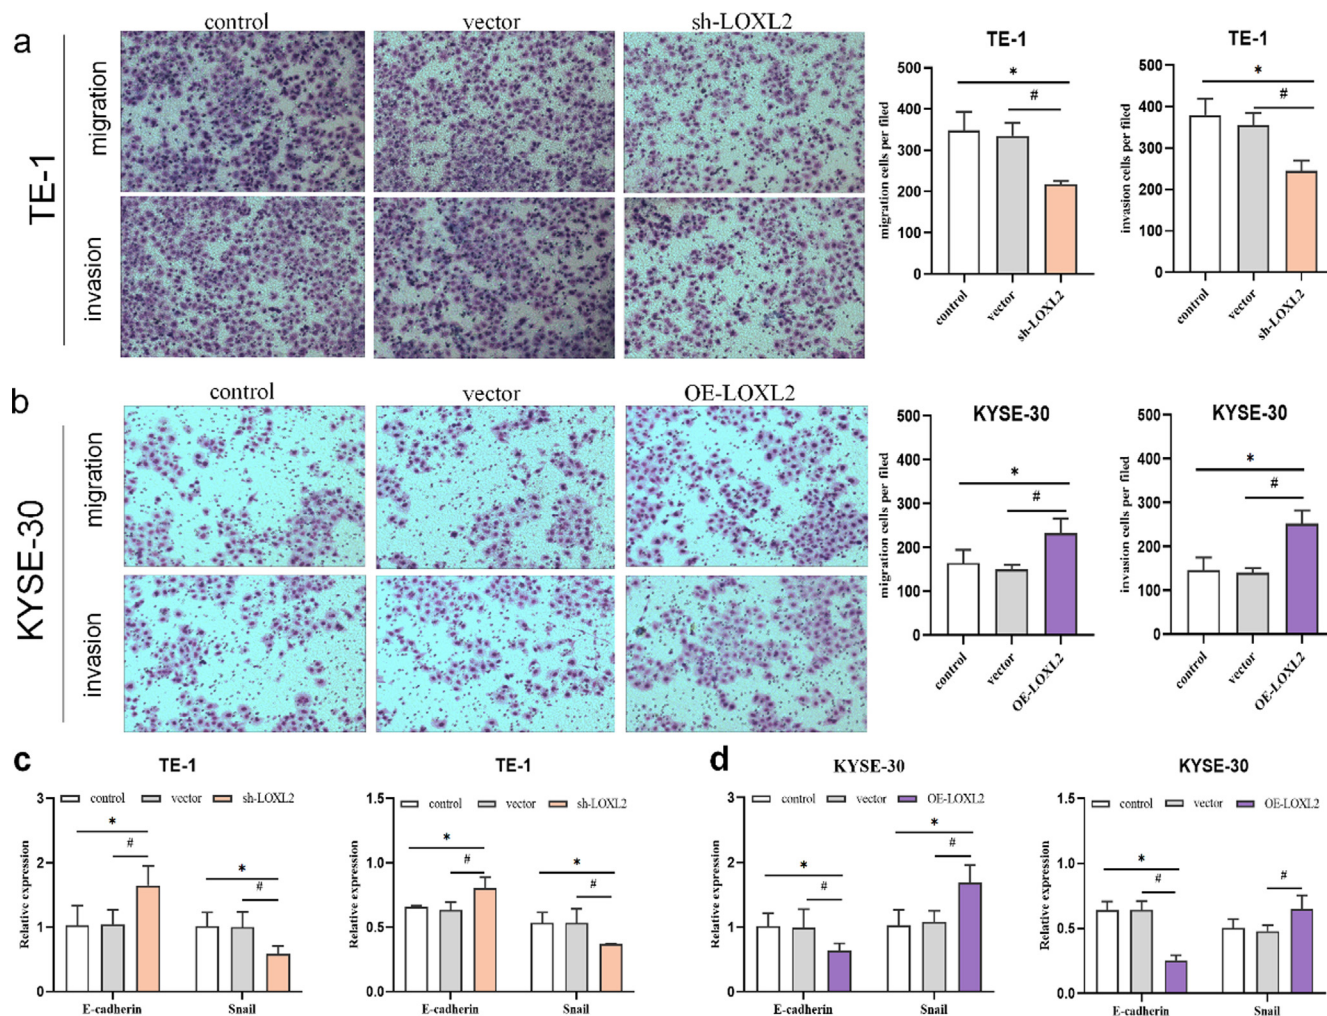 a
control
vector
sh-LOXL2
TE-1
migration
invasion
TE-1
500
400
300
200
100
0
migration cells per filed
*
#
control
vector
sh-LOXL2
TE-1
500
400
300
200
100
0
invasion cells per filed
*
#
control
vector
sh-LOXL2
b
control
vector
OE-LOXL2
KYSE-30
migration
invasion
KYSE-30
500
400
300
200
100
0
migration cells per filed
*
#
control
vector
OE-LOXL2
KYSE-30
500
400
300
200
100
0
invasion cells per filed
*
#
control
vector
OE-LOXL2
c
TE-1
control vector sh-LOXL2
3
2
1
0
Relative expression
*
#
*
#
E-cadherin Snail
TE-1
control vector sh-LOXL2
1.5
1.0
0.5
0.0
Relative expression
*
#
*
#
E-cadherin Snail
d
KYSE-30
control vector OE-LOXL2
3
2
1
0
Relative expression
*
#
*
#
E-cadherin Snail
KYSE-30
control vector OE-LOXL2
1.5
1.0
0.5
0.0
Relative expression
*
#
#
E-cadherin Snail